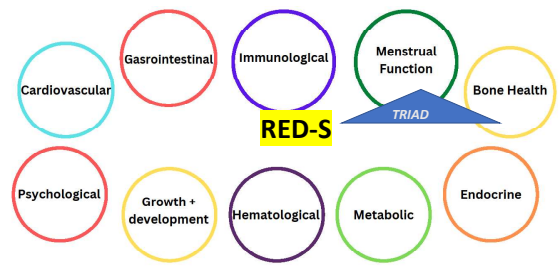 Cardiovascular
Gasrointestinal
Immunological
Menstrual
Function
Bone Health
TRIAD
RED-S
Psychological
Growth +
development
Hematological
Metabolic
Endocrine